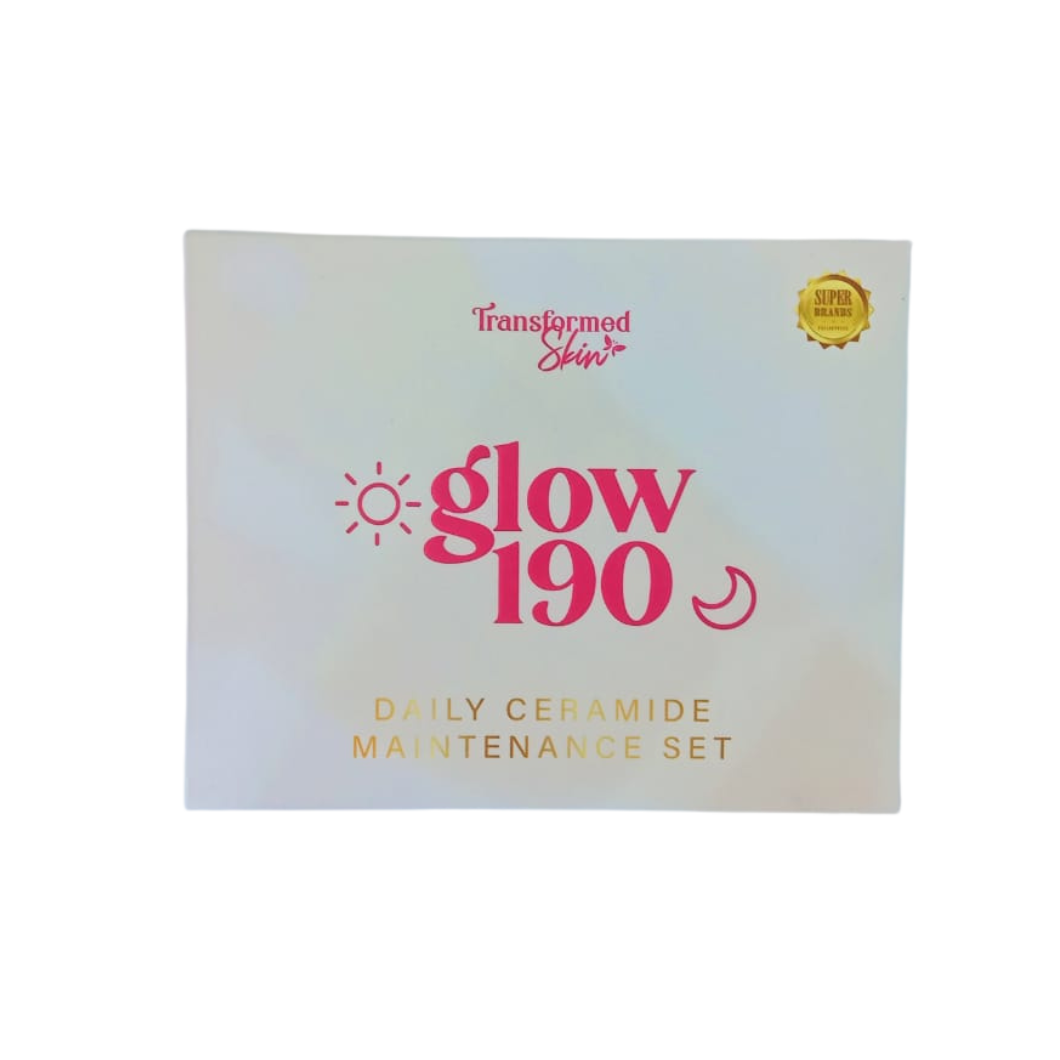 Transformed
Skin
SUPER
BRANDS
glow
190
DAILY CERAMIDE
MAINTENANCE SET